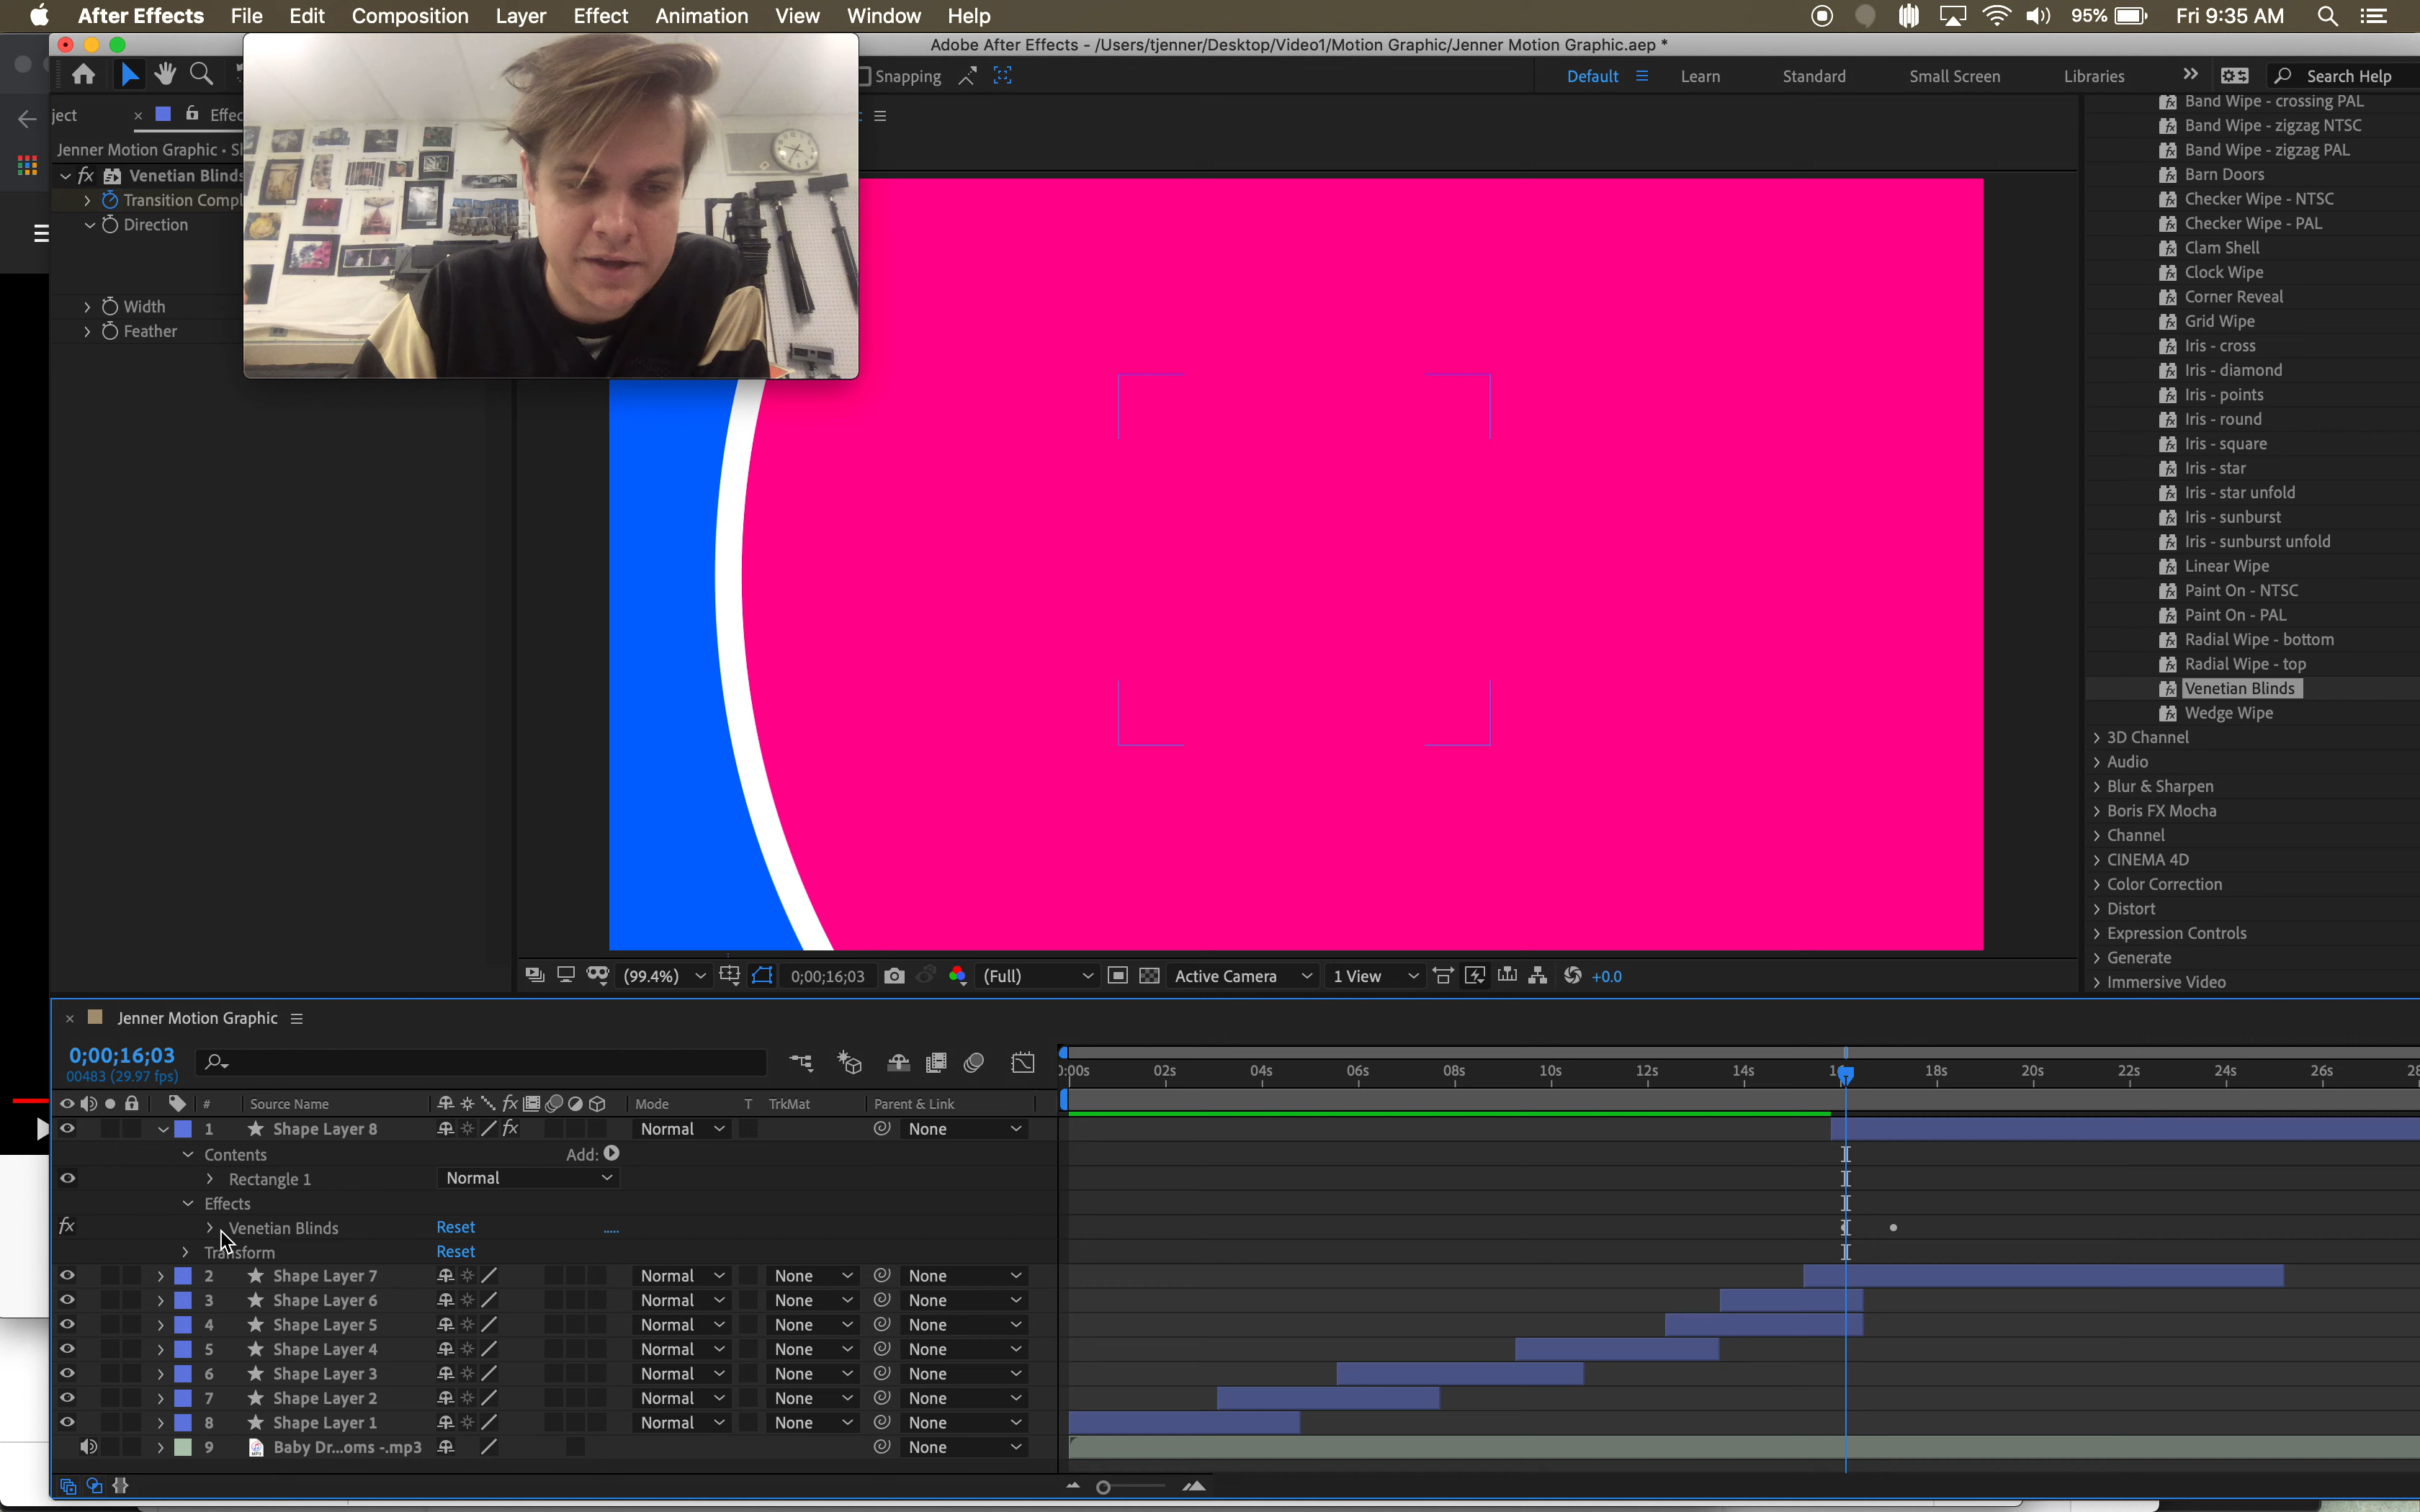 After Effects File Edit Composition Layer Effect Animation View Window Help 95% Fri 9:35 AM
Adobe After Effects - /Users/tjenner/Desktop/Video1/Motion Graphic/Jenner Motion Graphic.aep *
Snapping Default Learn Standard Small Screen Libraries Search Help
ject × Effec
Jenner Motion Graphic • Sh
fx Venetian Blinds
Transition Compl
Direction
Width
Feather
Band Wipe - crossing PAL
Band Wipe - zigzag NTSC
Band Wipe - zigzag PAL
Barn Doors
Checker Wipe - NTSC
Checker Wipe - PAL
Clam Shell
Clock Wipe
Corner Reveal
Grid Wipe
Iris - cross
Iris - diamond
Iris - points
Iris - round
Iris - square
Iris - star
Iris - star unfold
Iris - sunburst
Iris - sunburst unfold
Linear Wipe
Paint On - NTSC
Paint On - PAL
Radial Wipe - bottom
Radial Wipe - top
Venetian Blinds
Wedge Wipe
3D Channel
Audio
Blur & Sharpen
Boris FX Mocha
Channel
CINEMA 4D
Color Correction
Distort
Expression Controls
Generate
Immersive Video
(99.4%) 0;00;16;03 (Full) Active Camera 1 View +0.0
× Jenner Motion Graphic
0;00;16;03
00483 (29.97 fps)
0:00s 02s 04s 06s 08s 10s 12s 14s 18s 20s 22s 24s 26s 28
# Source Name fx Mode T TrkMat Parent & Link
1 Shape Layer 8 fx Normal None
Contents Add:
Rectangle 1 Normal
Effects
fx Venetian Blinds Reset .....
Transform Reset
2 Shape Layer 7 Normal None None
3 Shape Layer 6 Normal None None
4 Shape Layer 5 Normal None None
5 Shape Layer 4 Normal None None
6 Shape Layer 3 Normal None None
7 Shape Layer 2 Normal None None
8 Shape Layer 1 Normal None None
9 Baby Dr...oms -.mp3 None